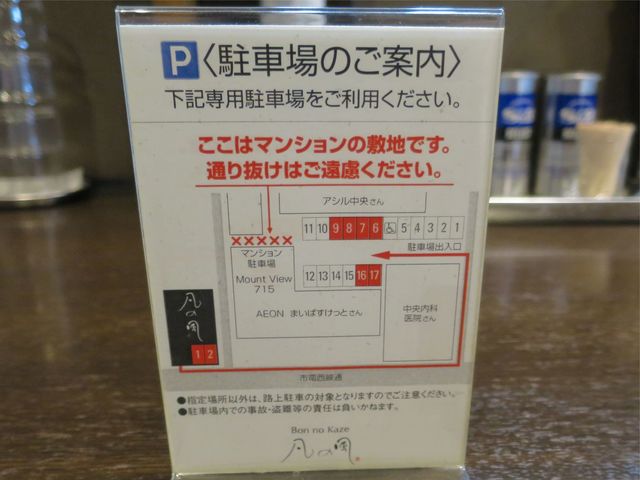 P〈駐車場のご案内〉
下記専用駐車場をご利用ください。
ここはマンションの敷地です。
通り抜けはご遠慮ください。
アシル中央さん
11 10 9 8 7 6 5 4 3 2 1
駐車場出入口
マンション
駐車場
Mount View
715
12 13 14 15 16 17
AEON まいばすけっとさん
中央内科
医院さん
凡の風
1 2
市電西線通
●指定場所以外は、路上駐車の対象となりますのでご注意ください。
●駐車場内での事故・盗難等の責任は負いかねます。
Bon no Kaze
凡の風